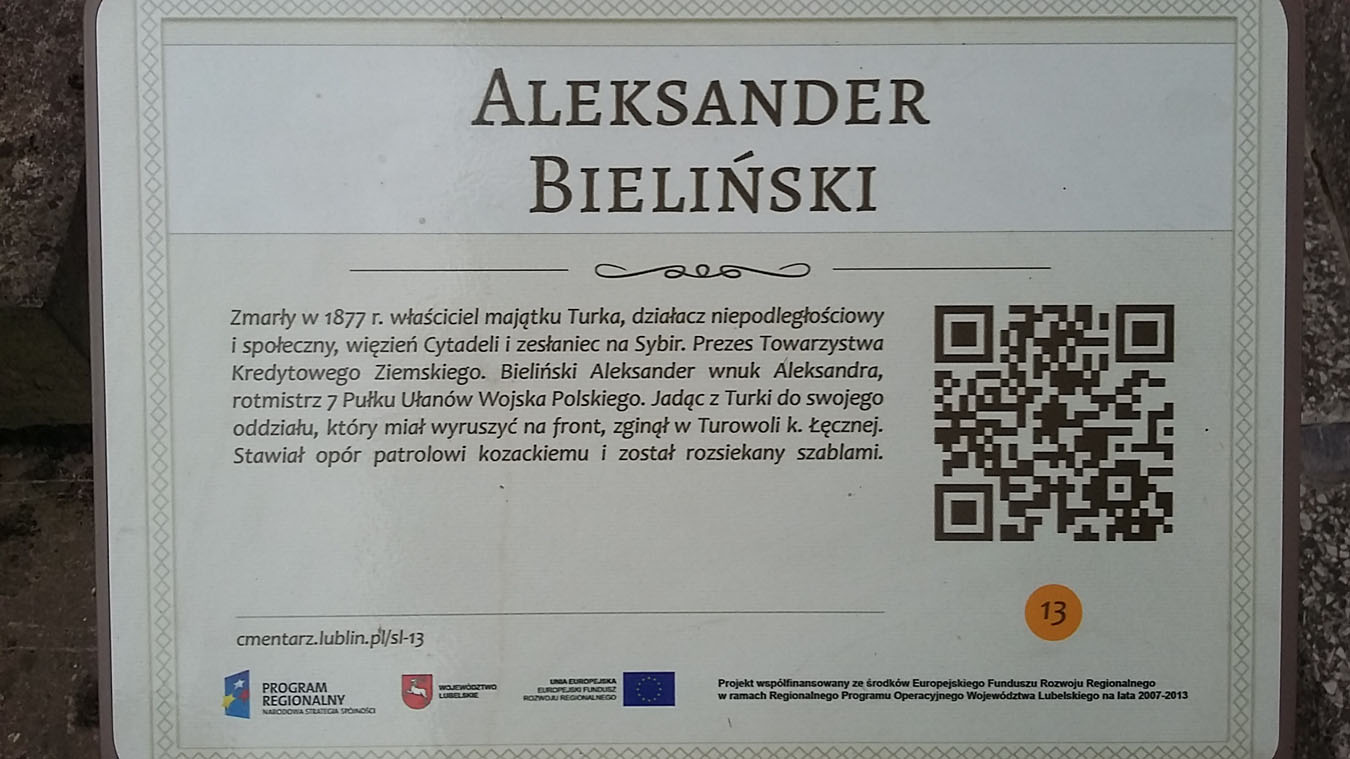 ALEKSANDER
BIELIŃSKI
Zmarły w 1877 r. właściciel majątku Turka, działacz niepodległościowy
i społeczny, więzień Cytadeli i zesłaniec na Sybir. Prezes Towarzystwa
Kredytowego Ziemskiego. Bieliński Aleksander wnuk Aleksandra,
rotmistrz 7 Pułku Ułanów Wojska Polskiego. Jadąc z Turki do swojego
oddziału, który miał wyruszyć na front, zginął w Turowoli k. Łęcznej.
Stawiał opór patrolowi kozackiemu i został rozsiekany szablami.
13
cmentarz.lublin.pl/sl-13
PROGRAM
REGIONALNY
NARODOWA STRATEGIA SPÓJNOŚCI
WOJEWÓDZTWO
LUBELSKIE
UNIA EUROPEJSKA
EUROPEJSKI FUNDUSZ
ROZWOJU REGIONALNEGO
Projekt współfinansowany ze środków Europejskiego Funduszu Rozwoju Regionalnego
w ramach Regionalnego Programu Operacyjnego Województwa Lubelskiego na lata 2007-2013